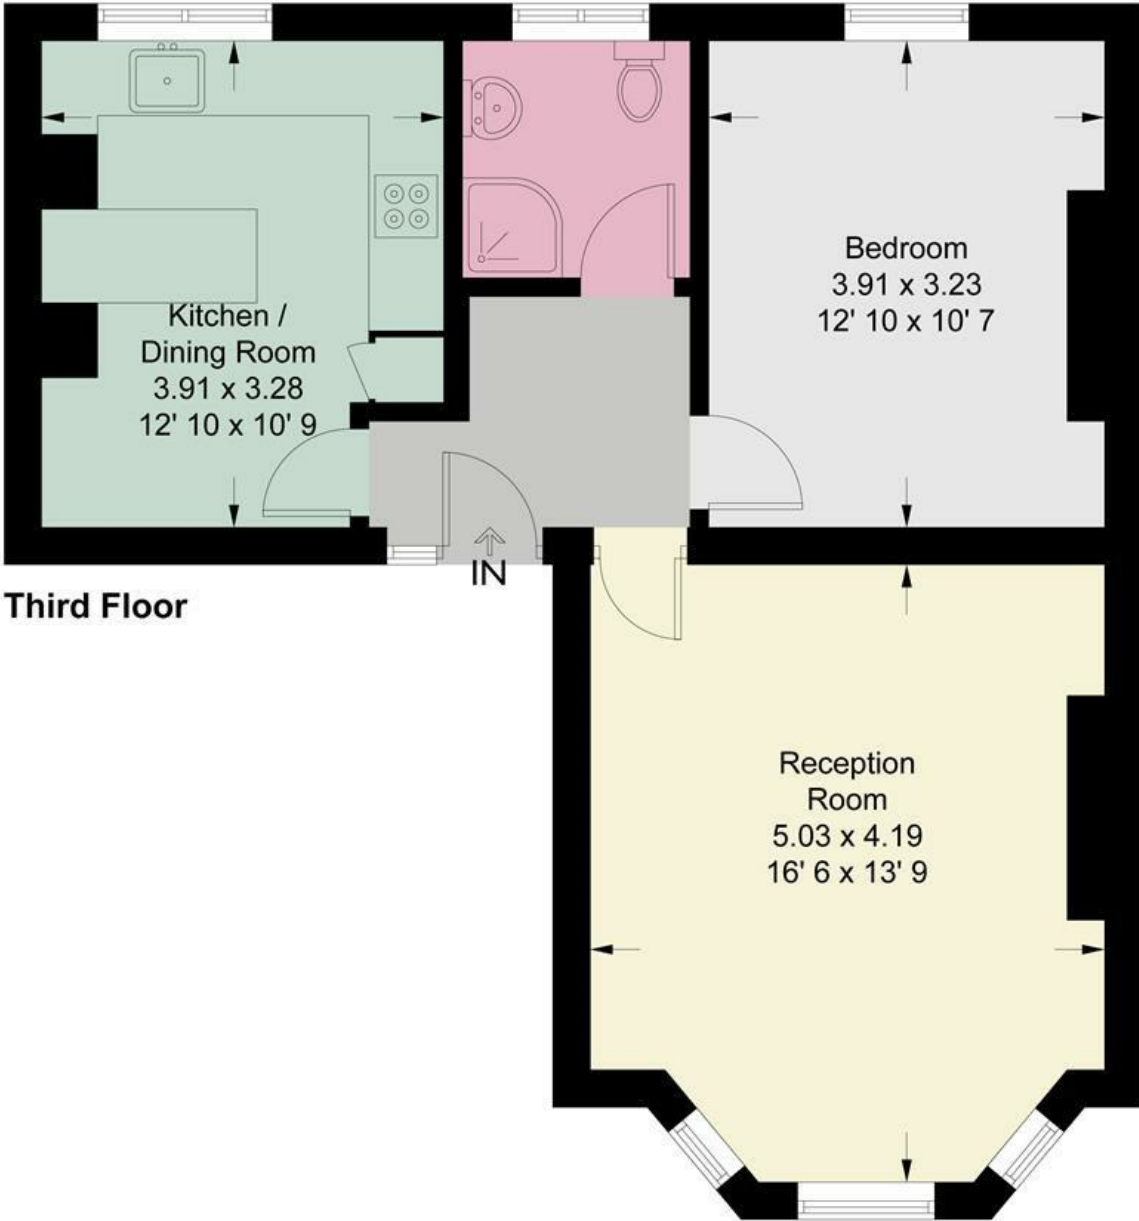 Kitchen /
Dining Room
3.91 x 3.28
12' 10 x 10' 9
Bedroom
3.91 x 3.23
12' 10 x 10' 7
IN
Third Floor
Reception
Room
5.03 x 4.19
16' 6 x 13' 9